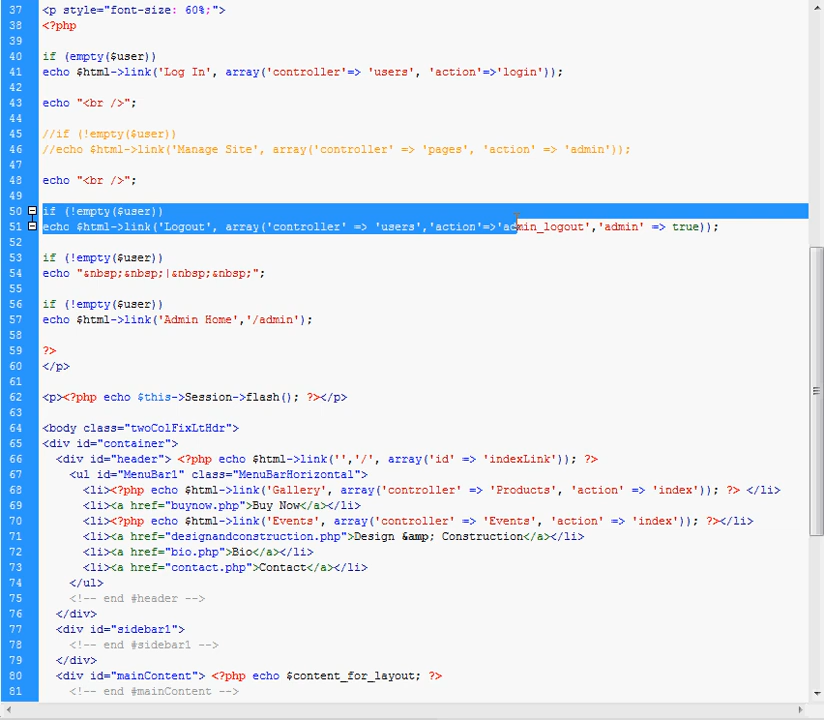 37 <p style="font-size: 60%;">
38 <?php
39
40 if (empty($user))
41 echo $html->link('Log In', array('controller'=> 'users', 'action'=>'login'));
42
43 echo "<br />";
44
45 //if (!empty($user))
46 //echo $html->link('Manage Site', array('controller' => 'pages', 'action' => 'admin'));
47
48 echo "<br />";
49
50 if (!empty($user))
51 echo $html->link('Logout', array('controller' => 'users','action'=>'admin_logout','admin' => true));
52
53 if (!empty($user))
54 echo "&nbsp;&nbsp;|&nbsp;&nbsp;";
55
56 if (!empty($user))
57 echo $html->link('Admin Home','/admin');
58
59 ?>
60 </p>
61
62 <p><?php echo $this->Session->flash(); ?></p>
63
64 <body class="twoColFixLtHdr">
65 <div id="container">
66 <div id="header"> <?php echo $html->link('','/', array('id' => 'indexLink')); ?>
67 <ul id="MenuBar1" class="MenuBarHorizontal">
68 <li><?php echo $html->link('Gallery', array('controller' => 'Products', 'action' => 'index')); ?> </li>
69 <li><a href="buynow.php">Buy Now</a></li>
70 <li><?php echo $html->link('Events', array('controller' => 'Events', 'action' => 'index')); ?></li>
71 <li><a href="designandconstruction.php">Design &amp; Construction</a></li>
72 <li><a href="bio.php">Bio</a></li>
73 <li><a href="contact.php">Contact</a></li>
74 </ul>
75 <!-- end #header -->
76 </div>
77 <div id="sidebar1">
78 <!-- end #sidebar1 -->
79 </div>
80 <div id="mainContent"> <?php echo $content_for_layout; ?>
81 <!-- end #mainContent -->